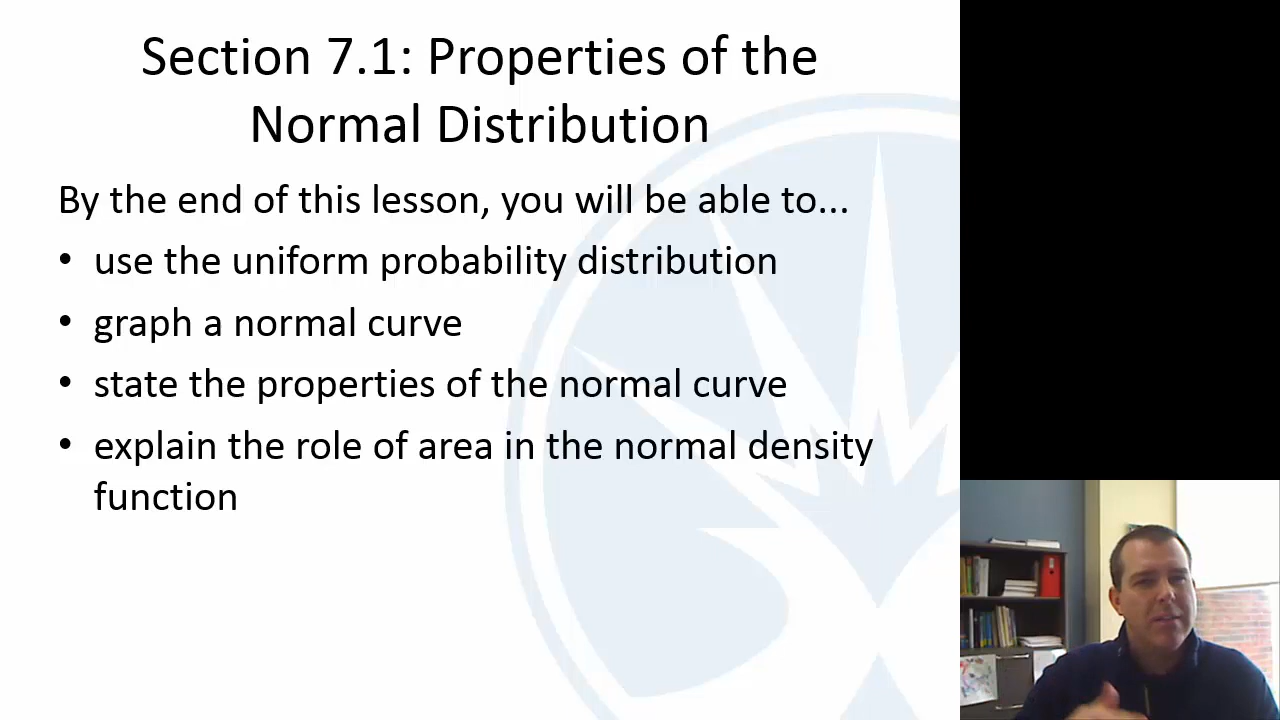 Section 7.1: Properties of the
Normal Distribution
By the end of this lesson, you will be able to...
• use the uniform probability distribution
• graph a normal curve
• state the properties of the normal curve
• explain the role of area in the normal density
function